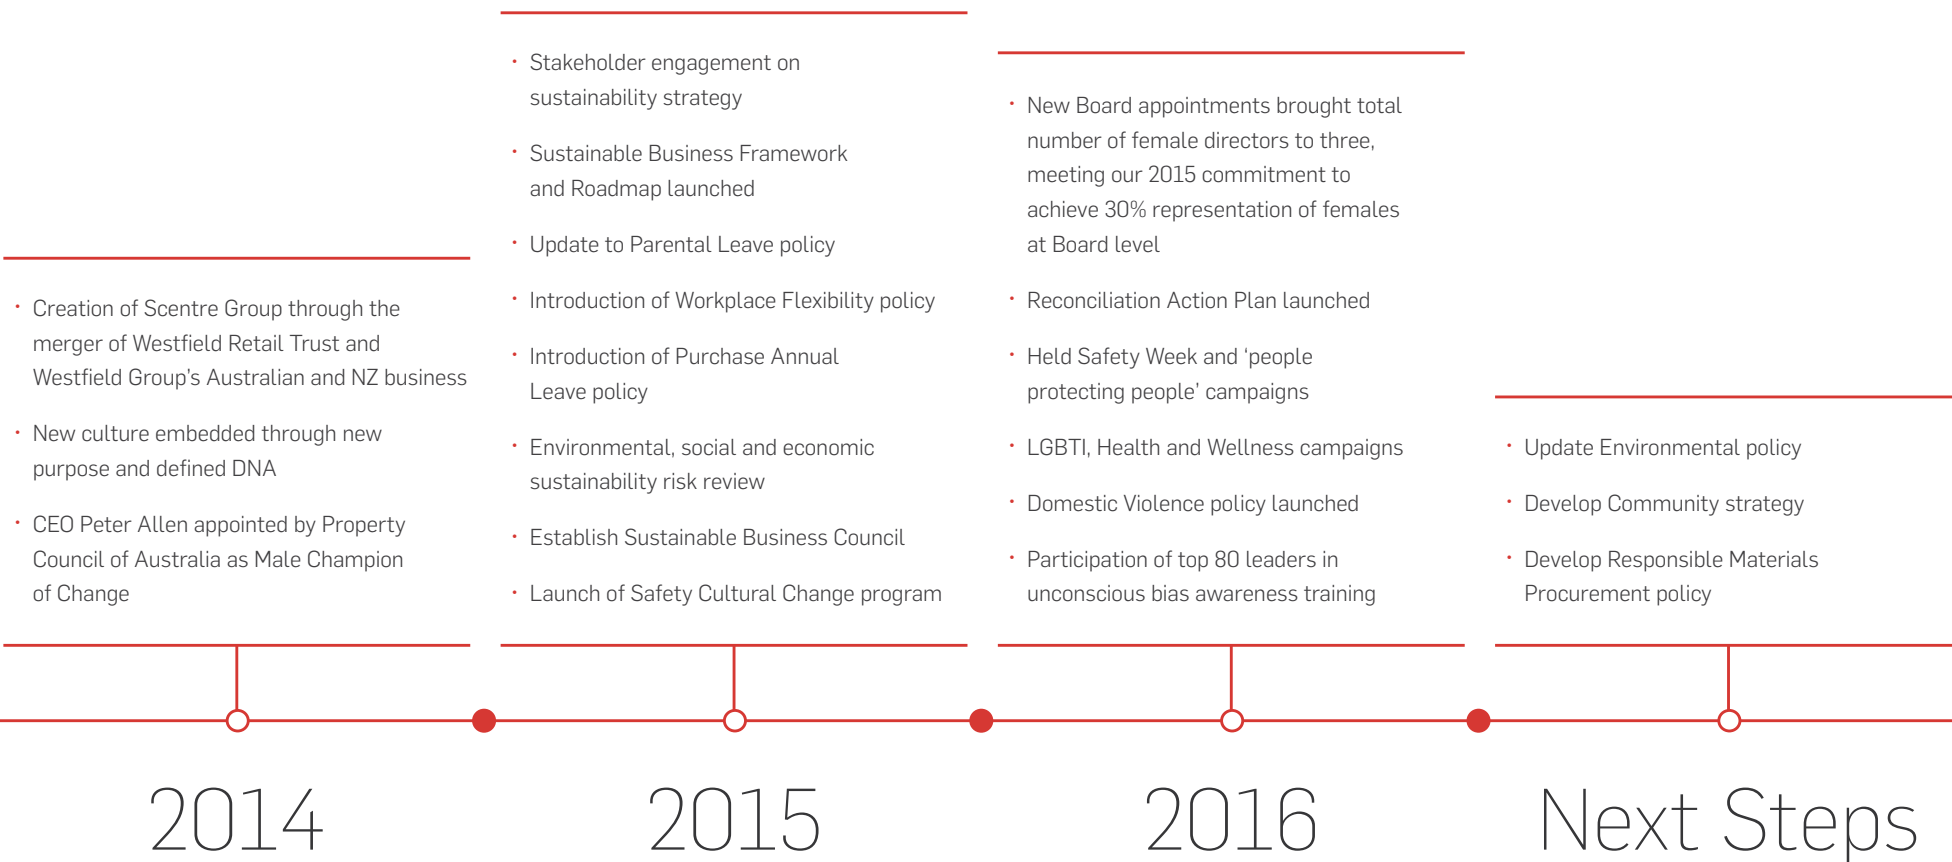 • Creation of Scentre Group through the
merger of Westfield Retail Trust and
Westfield Group’s Australian and NZ business
• New culture embedded through new
purpose and defined DNA
• CEO Peter Allen appointed by Property
Council of Australia as Male Champion
of Change
2014
• Stakeholder engagement on
sustainability strategy
• Sustainable Business Framework
and Roadmap launched
• Update to Parental Leave policy
• Introduction of Workplace Flexibility policy
• Introduction of Purchase Annual
Leave policy
• Environmental, social and economic
sustainability risk review
• Establish Sustainable Business Council
• Launch of Safety Cultural Change program
2015
• New Board appointments brought total
number of female directors to three,
meeting our 2015 commitment to
achieve 30% representation of females
at Board level
• Reconciliation Action Plan launched
• Held Safety Week and ‘people
protecting people’ campaigns
• LGBTI, Health and Wellness campaigns
• Domestic Violence policy launched
• Participation of top 80 leaders in
unconscious bias awareness training
2016
• Update Environmental policy
• Develop Community strategy
• Develop Responsible Materials
Procurement policy
Next Steps